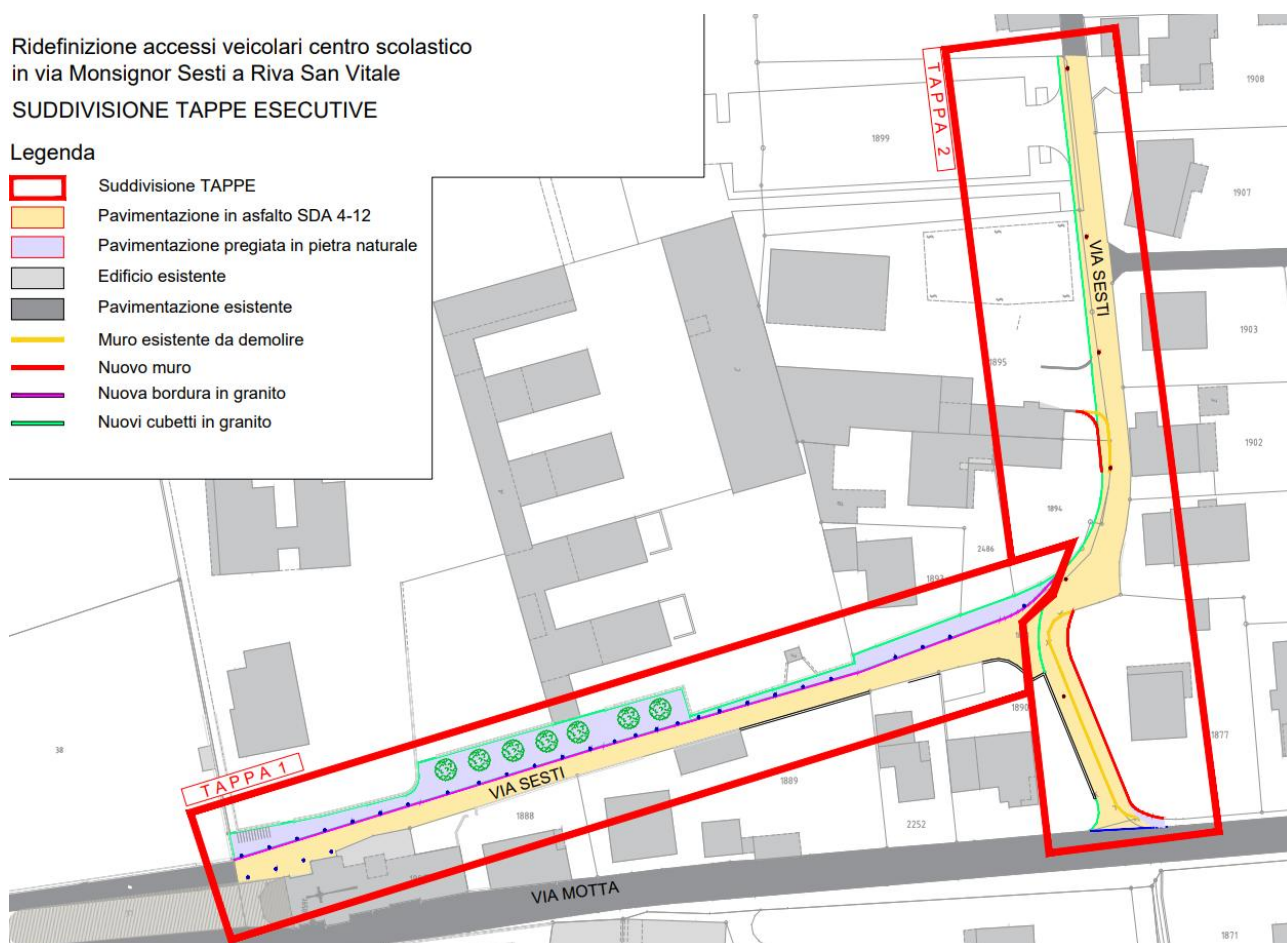 Ridefinizione accessi veicolari centro scolastico
in via Monsignor Sesti a Riva San Vitale
SUDDIVISIONE TAPPE ESECUTIVE
Legenda
Suddivisione TAPPE
Pavimentazione in asfalto SDA 4-12
Pavimentazione pregiata in pietra naturale
Edificio esistente
Pavimentazione esistente
Muro esistente da demolire
Nuovo muro
Nuova bordura in granito
Nuovi cubetti in granito
TAPPA 2
1908
1899
1907
VIA SESTI
1903
1895
1902
1894
2486
1893
38
TAPPA 1
VIA SESTI
1890
1877
1889
1888
2252
VIA MOTTA
1871